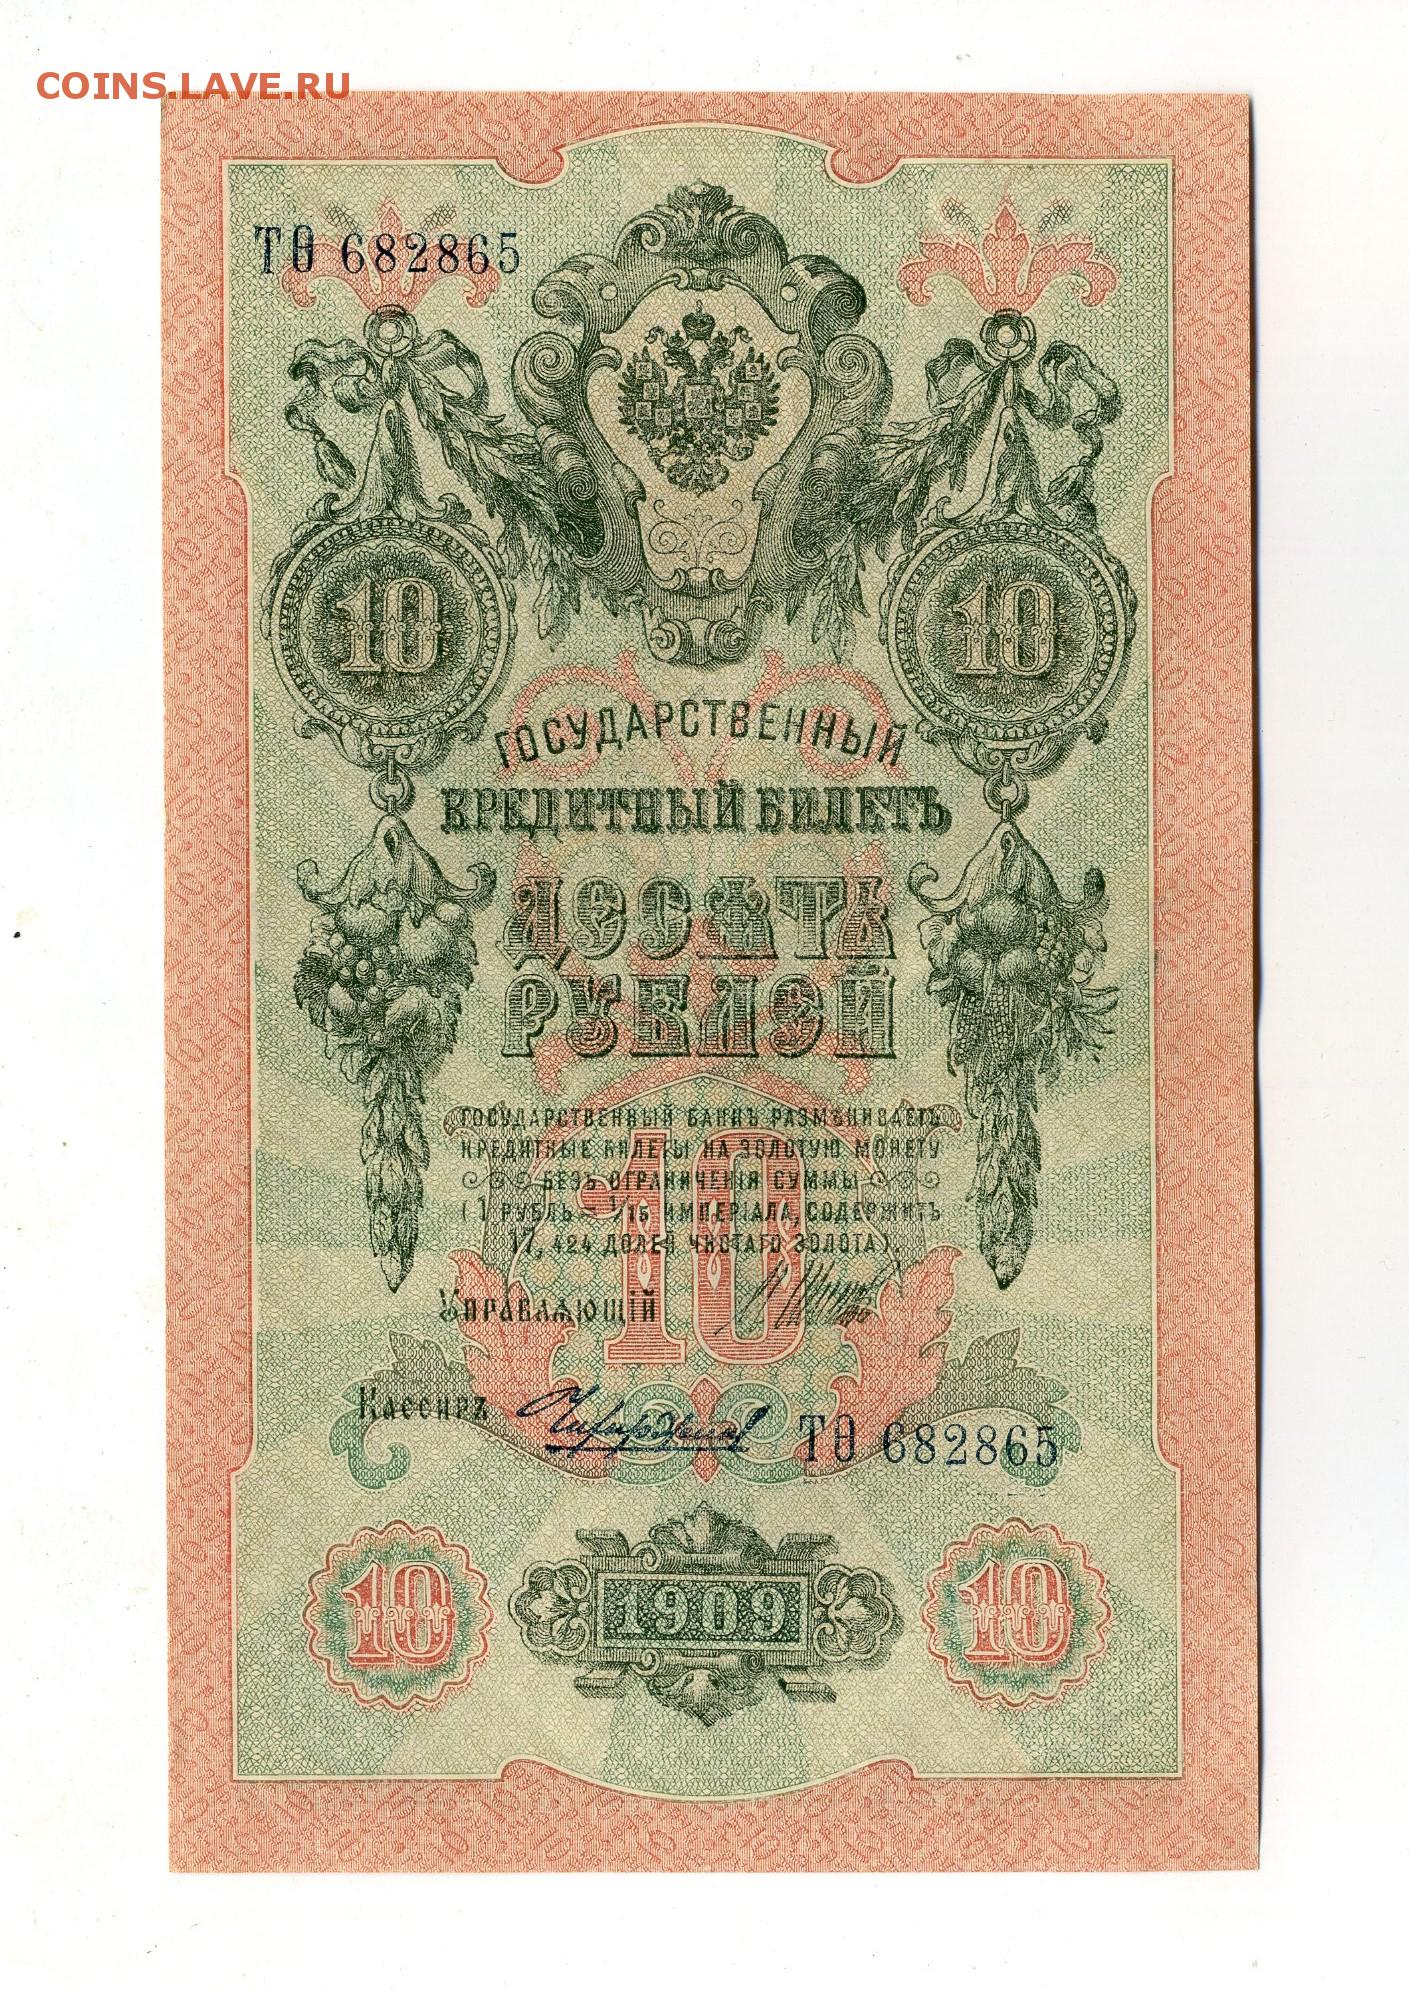 COINS.LAVE.RU
ТѲ 682865
10 10
ГОСУДАРСТВЕННЫЙ
КРЕДИТНЫЙ БИЛЕТЪ
ДЕСЯТЬ
РУБЛЕЙ
ГОСУДАРСТВЕННЫЙ БАНКЪ РАЗМѢНИВАЕТЪ
КРЕДИТНЫЕ БИЛЕТЫ НА ЗОЛОТУЮ МОНЕТУ
БЕЗЪ ОГРАНИЧЕНІЯ СУММЫ
(1 РУБЛЬ = 1/15 ИМПЕРІАЛА, СОДЕРЖИТЪ
17,424 ДОЛЕЙ ЧИСТАГО ЗОЛОТА).
10
Управляющій
Кассиръ
ТѲ 682865
10 1909 10